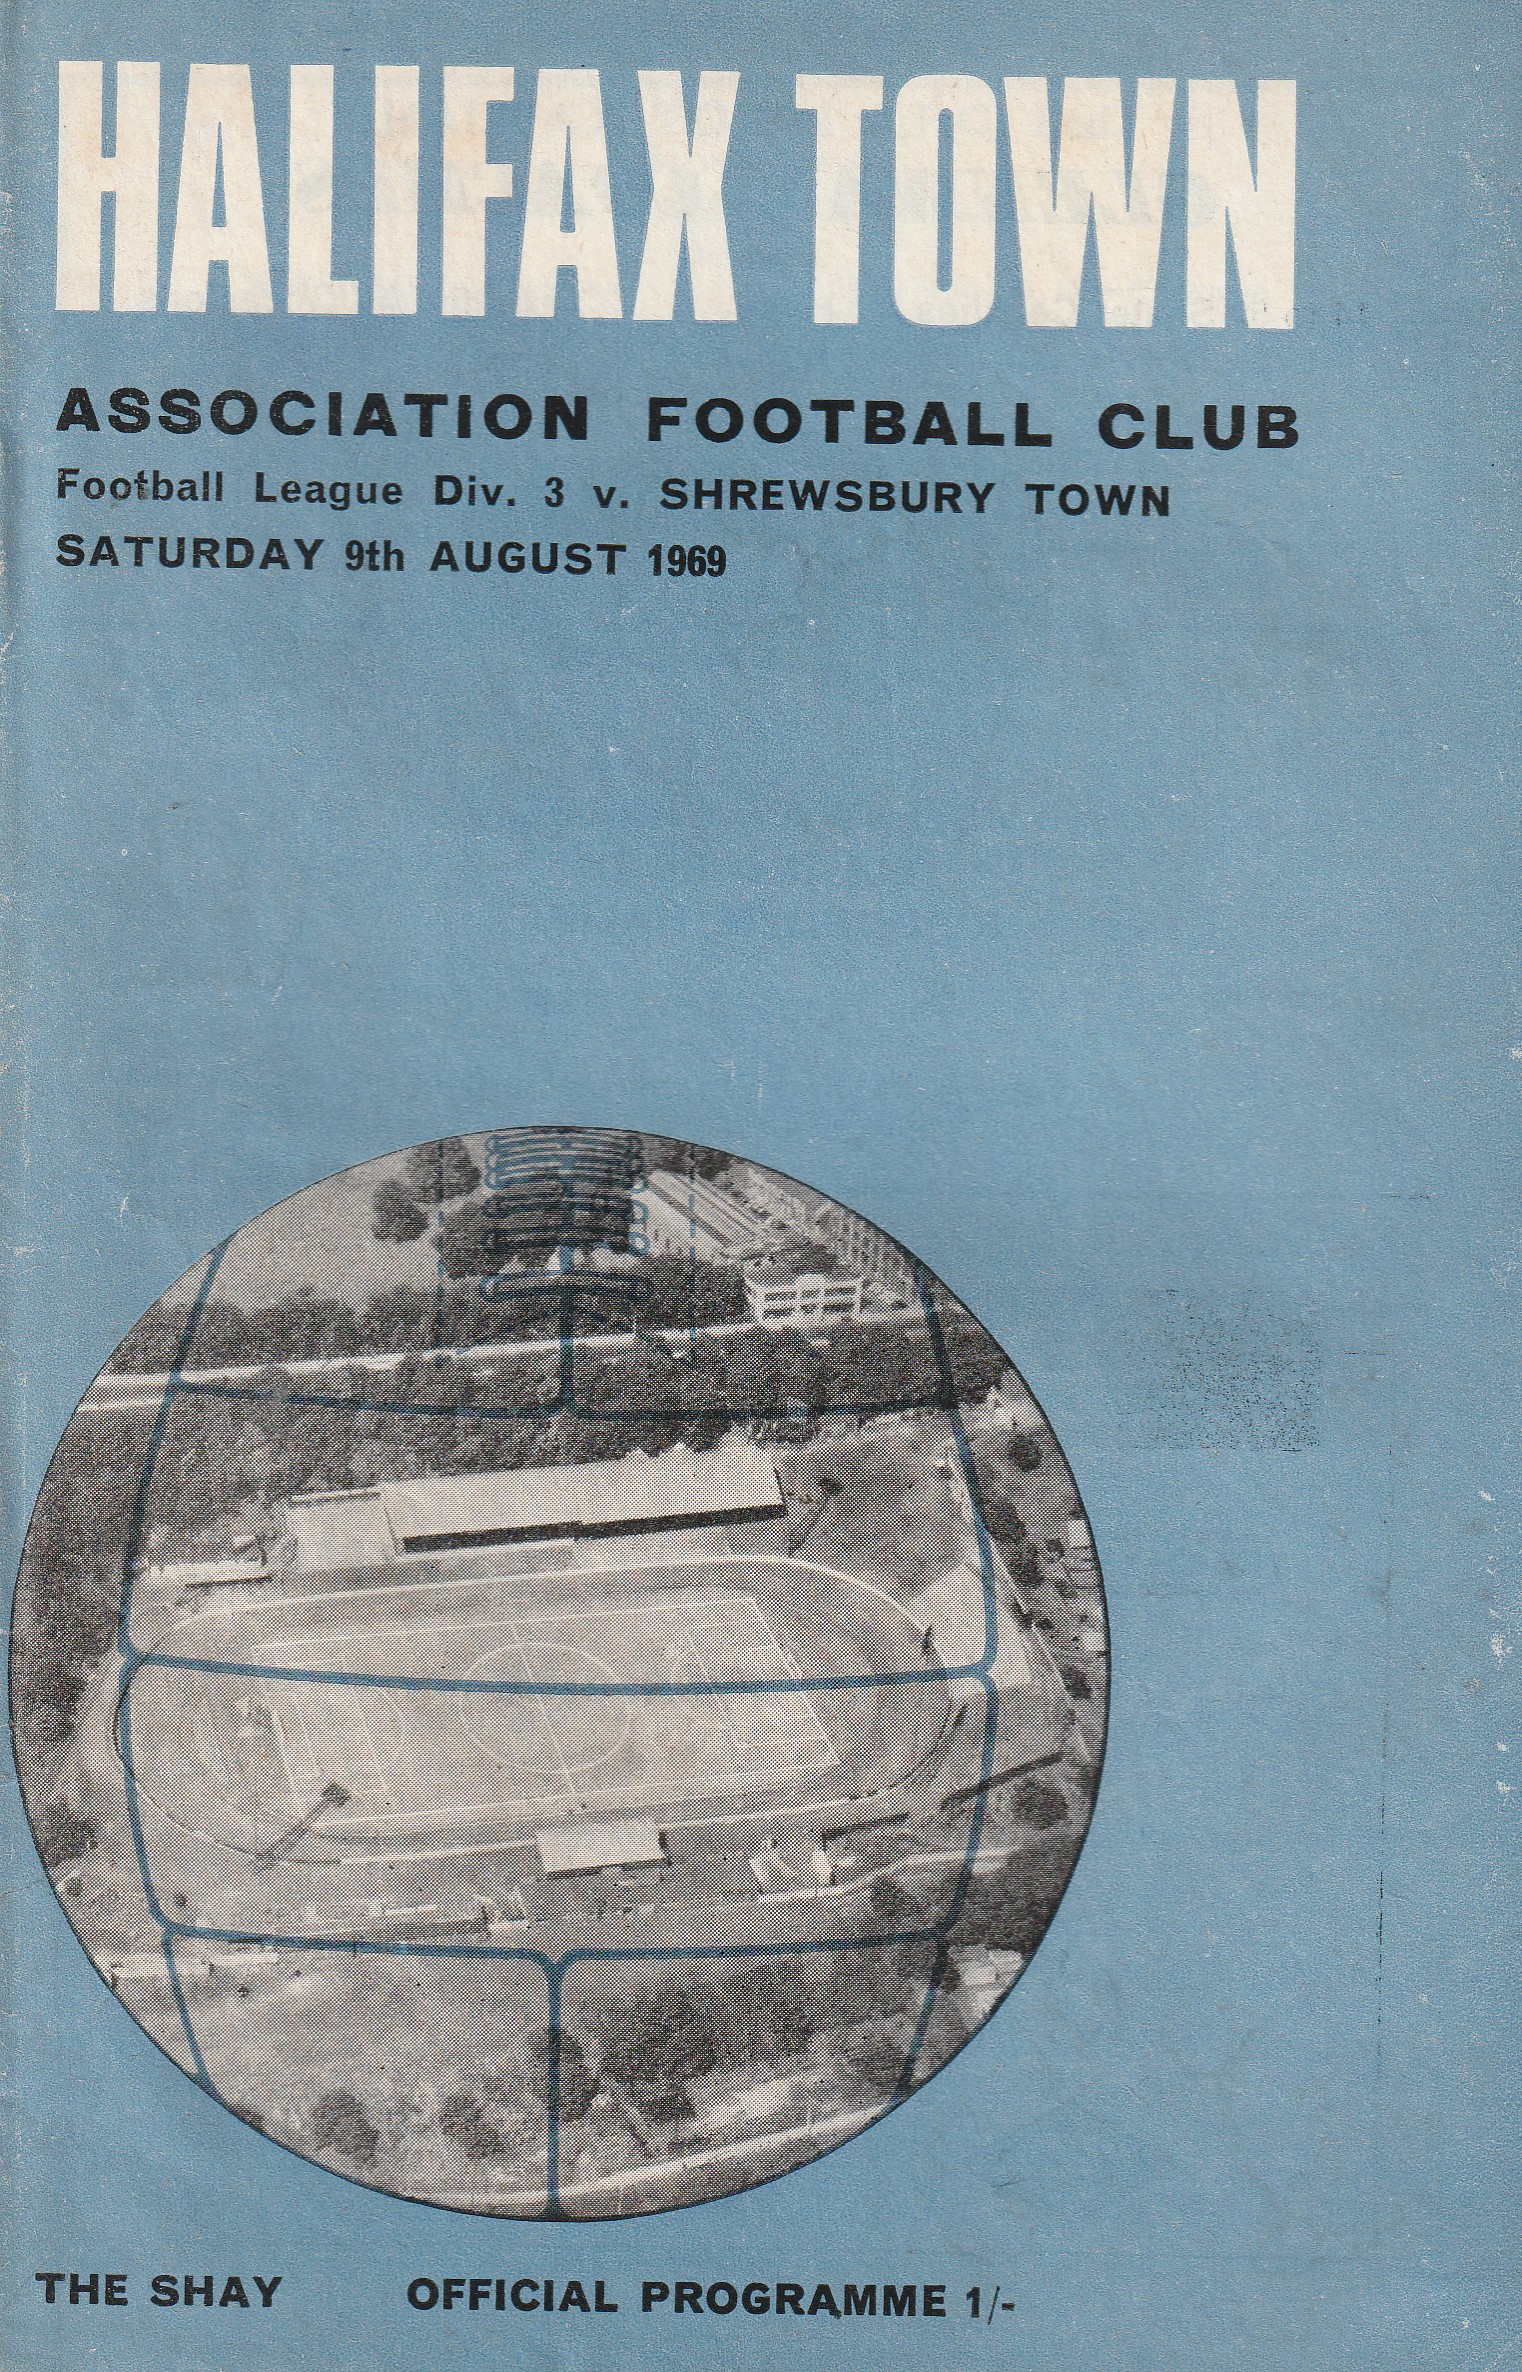 HALIFAX TOWN
ASSOCIATION FOOTBALL CLUB
Football League Div. 3 v. SHREWSBURY TOWN
SATURDAY 9th AUGUST 1969
THE SHAY OFFICIAL PROGRAMME 1/-